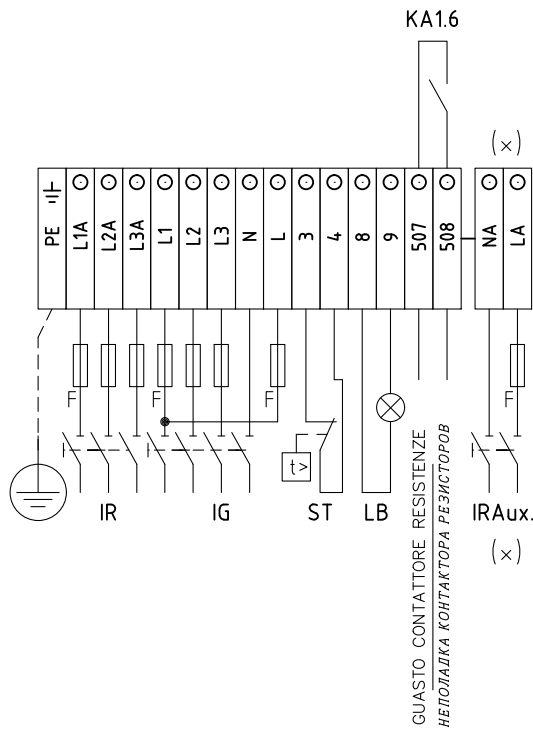 KA1.6
(x)
PE
L1A
L2A
L3A
L1
L2
L3
N
L
3
4
8
9
507
508
NA
LA
F
F
F
F
t>
IR
IG
ST
LB
IRAux.
(x)
GUASTO CONTATTORE RESISTENZE
НЕПОЛАДКА КОНТАКТОРА РЕЗИСТОРОВ